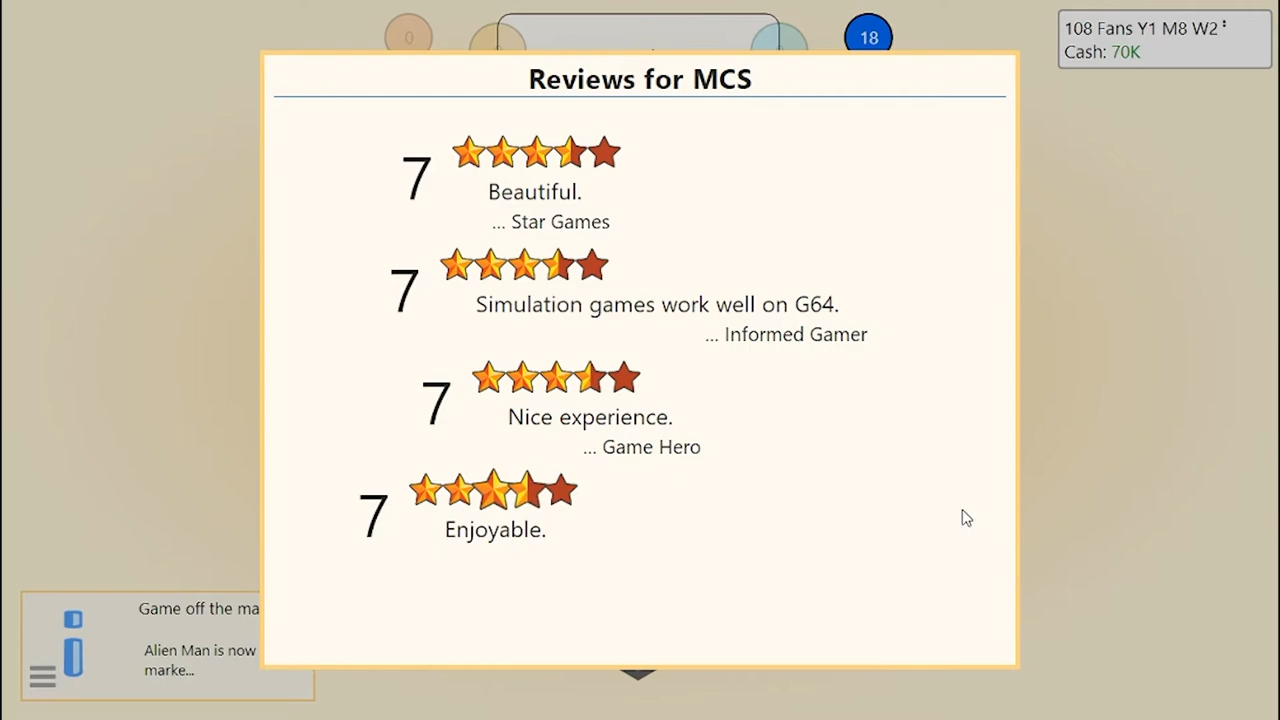 0
18
108 Fans Y1 M8 W2
Cash: 70K
Reviews for MCS
7
Beautiful.
... Star Games
7
Simulation games work well on G64.
... Informed Gamer
7
Nice experience.
... Game Hero
7
Enjoyable.
Game off the ma
Alien Man is now
marke...